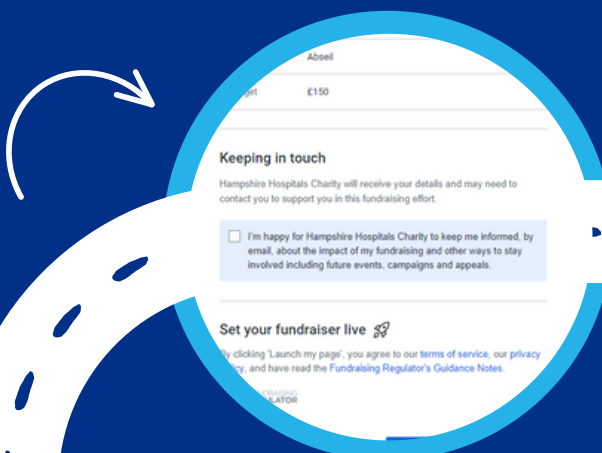 Abseil
£150
Keeping in touch
Hampshire Hospitals Charity will receive your details and may need to
contact you to support you in this fundraising effort.
I'm happy for Hampshire Hospitals Charity to keep me informed, by
email, about the impact of my fundraising and other ways to stay
involved including future events, campaigns and appeals.
Set your fundraiser live
By clicking 'Launch my page', you agree to our terms of service, our privacy
and have read the Fundraising Regulator's Guidance Notes.